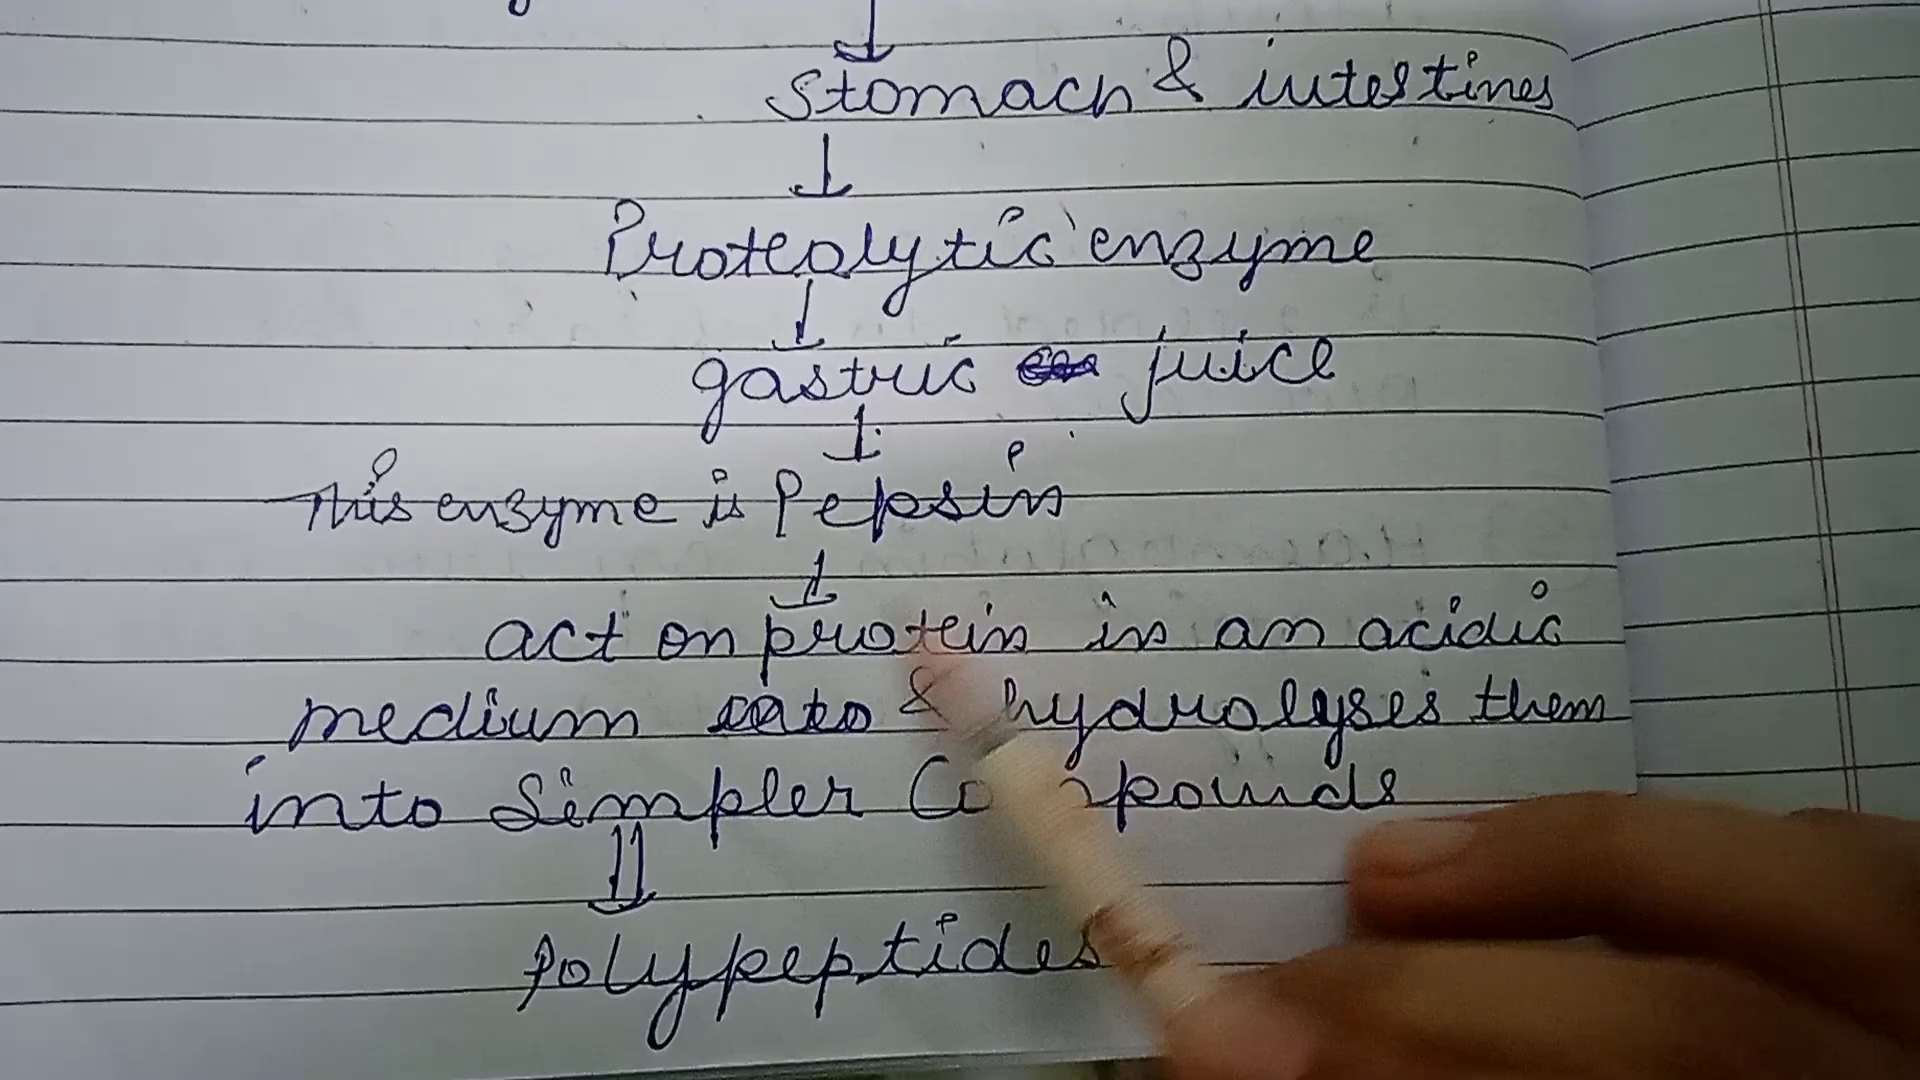 Stomach & intestines
Proteolytic enzyme
gastric juice
This enzyme is Pepsin
act on protein in an acidic
medium & hydrolyses them
into Simpler Compounds
Polypeptides